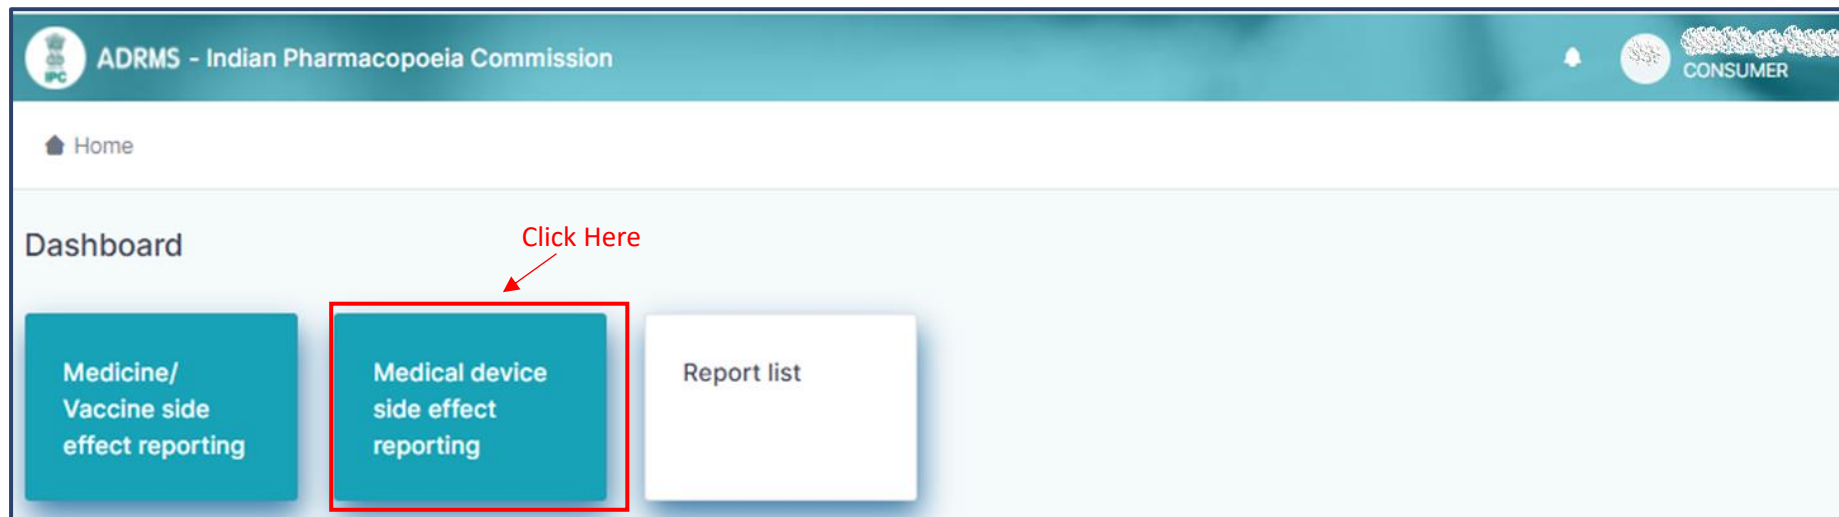 ADRMS - Indian Pharmacopoeia Commission
IPC
CONSUMER
Home
Dashboard
Click Here
Medicine/
Vaccine side
effect reporting
Medical device
side effect
reporting
Report list